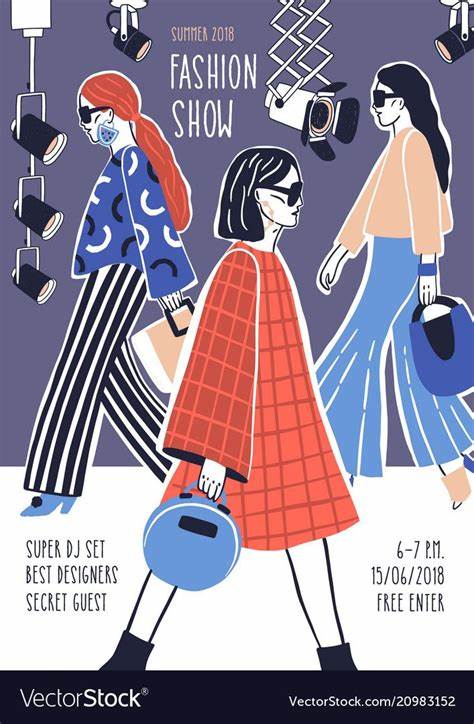 SUMMER 2018
FASHION
SHOW
SUPER DJ SET
BEST DESIGNERS
SECRET GUEST
6-7 P.M.
15/06/2018
FREE ENTER
VectorStock®
VectorStock.com/20983152